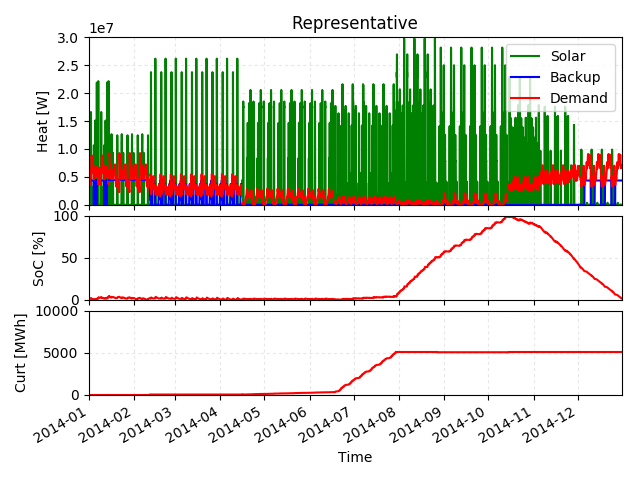 Representative
1e7
Heat [W]
3.0
2.5
2.0
1.5
1.0
0.5
0.0
Solar
Backup
Demand
SoC [%]
100
50
0
Curt [MWh]
10000
5000
0
2014-01
2014-02
2014-03
2014-04
2014-05
2014-06
2014-07
2014-08
2014-09
2014-10
2014-11
2014-12
Time